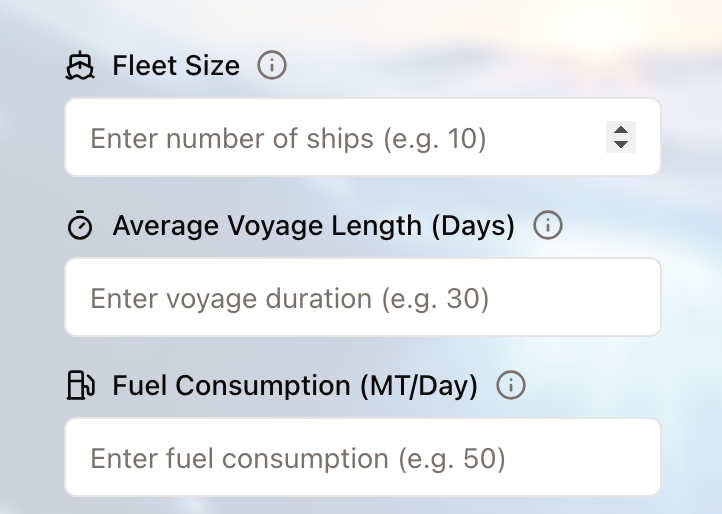 Fleet Size
Enter number of ships (e.g. 10)
Average Voyage Length (Days)
Enter voyage duration (e.g. 30)
Fuel Consumption (MT/Day)
Enter fuel consumption (e.g. 50)